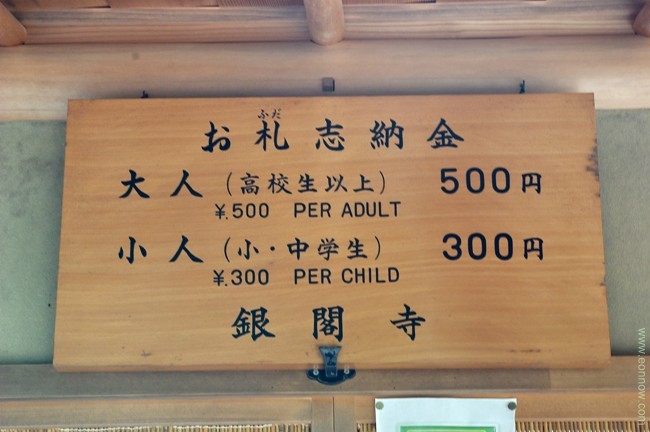 ふだ
お札志納金
大人(高校生以上) 500円
¥.500 PER ADULT
小人(小・中学生) 300円
¥.300 PER CHILD
銀閣寺
www.eonnow.com